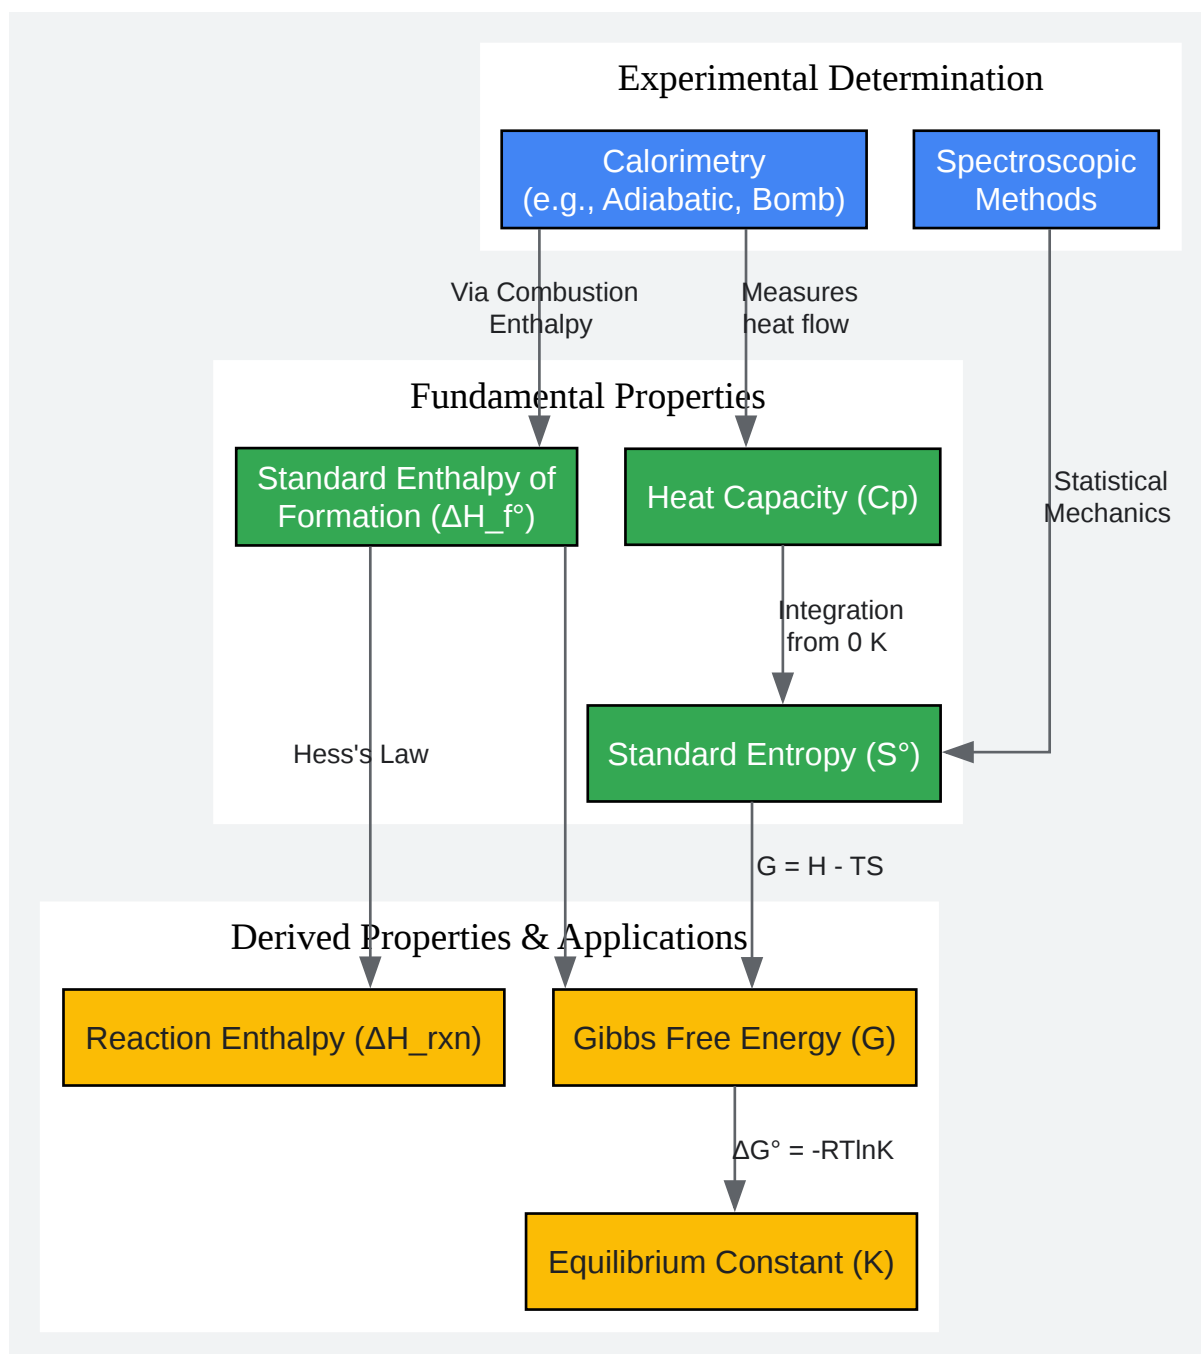 Experimental Determination
Calorimetry
(e.g., Adiabatic, Bomb)
Spectroscopic
Methods
Via Combustion
Enthalpy
Measures
heat flow
Fundamental Properties
Standard Enthalpy of
Formation (ΔH_f°)
Heat Capacity (Cp)
Statistical
Mechanics
Integration
from 0 K
Hess's Law
Standard Entropy (S°)
G = H - TS
Derived Properties & Applications
Reaction Enthalpy (ΔH_rxn)
Gibbs Free Energy (G)
ΔG° = -RTlnK
Equilibrium Constant (K)